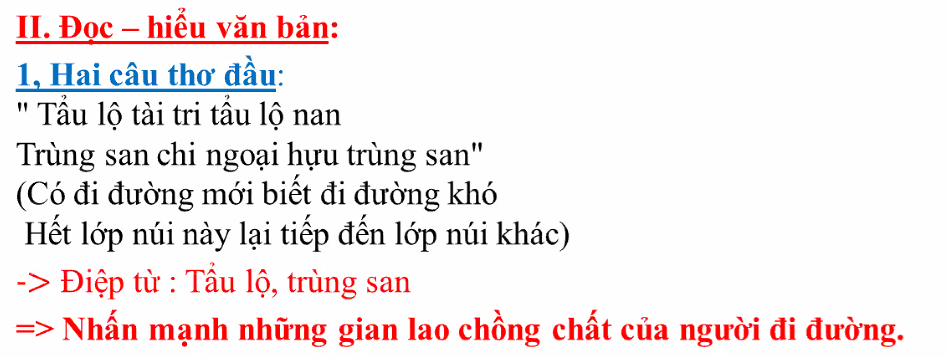 II. Đọc – hiểu văn bản:
1, Hai câu thơ đầu:
" Tẩu lộ tài tri tẩu lộ nan
Trùng san chi ngoại hựu trùng san"
(Có đi đường mới biết đi đường khó
Hết lớp núi này lại tiếp đến lớp núi khác)
-> Điệp từ : Tẩu lộ, trùng san
=> Nhấn mạnh những gian lao chồng chất của người đi đường.